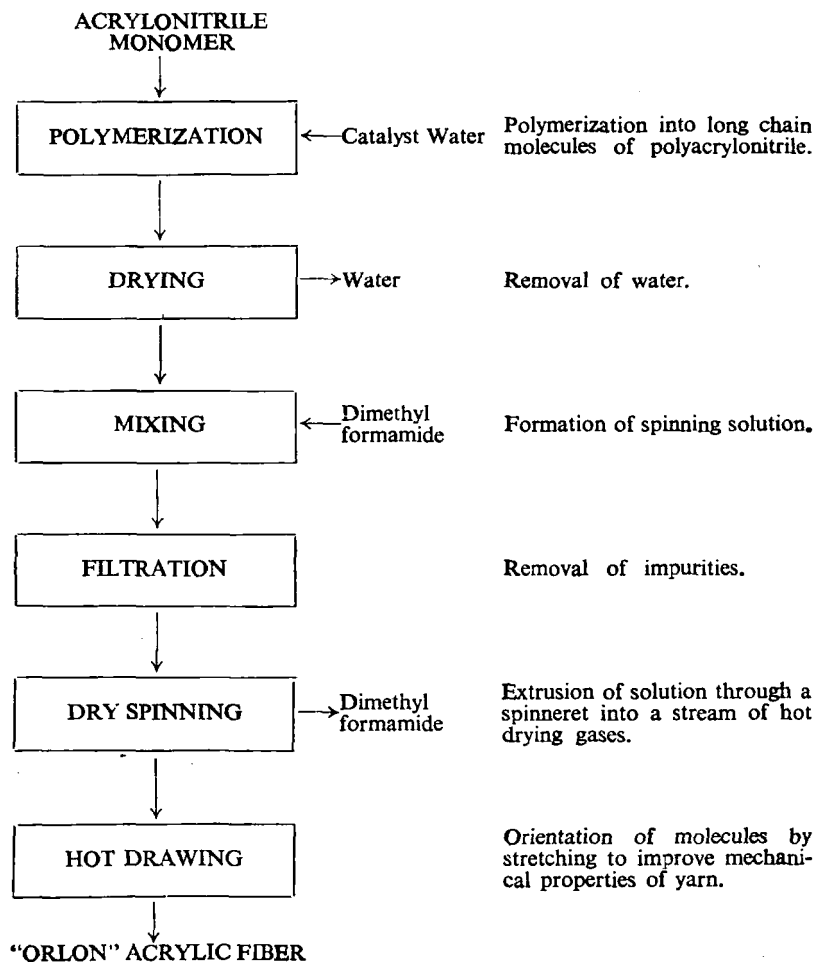 ACRYLONITRILE
MONOMER
POLYMERIZATION
Catalyst Water
Polymerization into long chain
molecules of polyacrylonitrile.
DRYING
Water
Removal of water.
MIXING
Dimethyl
formamide
Formation of spinning solution.
FILTRATION
Removal of impurities.
DRY SPINNING
Dimethyl
formamide
Extrusion of solution through a
spinneret into a stream of hot
drying gases.
HOT DRAWING
Orientation of molecules by
stretching to improve mechani-
cal properties of yarn.
“ORLON” ACRYLIC FIBER